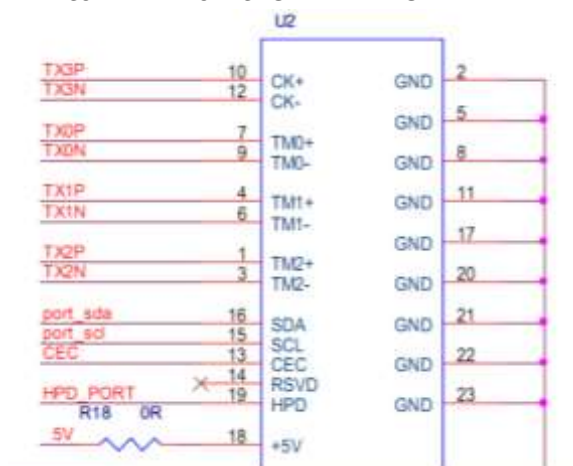 U2
TX3P 10 CK+ GND 2
TX3N 12 CK-
GND 5
TX0P 7 TM0+
TX0N 9 TM0- GND 8
TX1P 4 TM1+ GND 11
TX1N 6 TM1-
GND 17
TX2P 1 TM2+
TX2N 3 TM2- GND 20
port_sda 16 SDA GND 21
port_scl 15 SCL
CEC 13 CEC GND 22
14 RSVD
HPD_PORT 19 HPD GND 23
R18 0R
5V 18 +5V